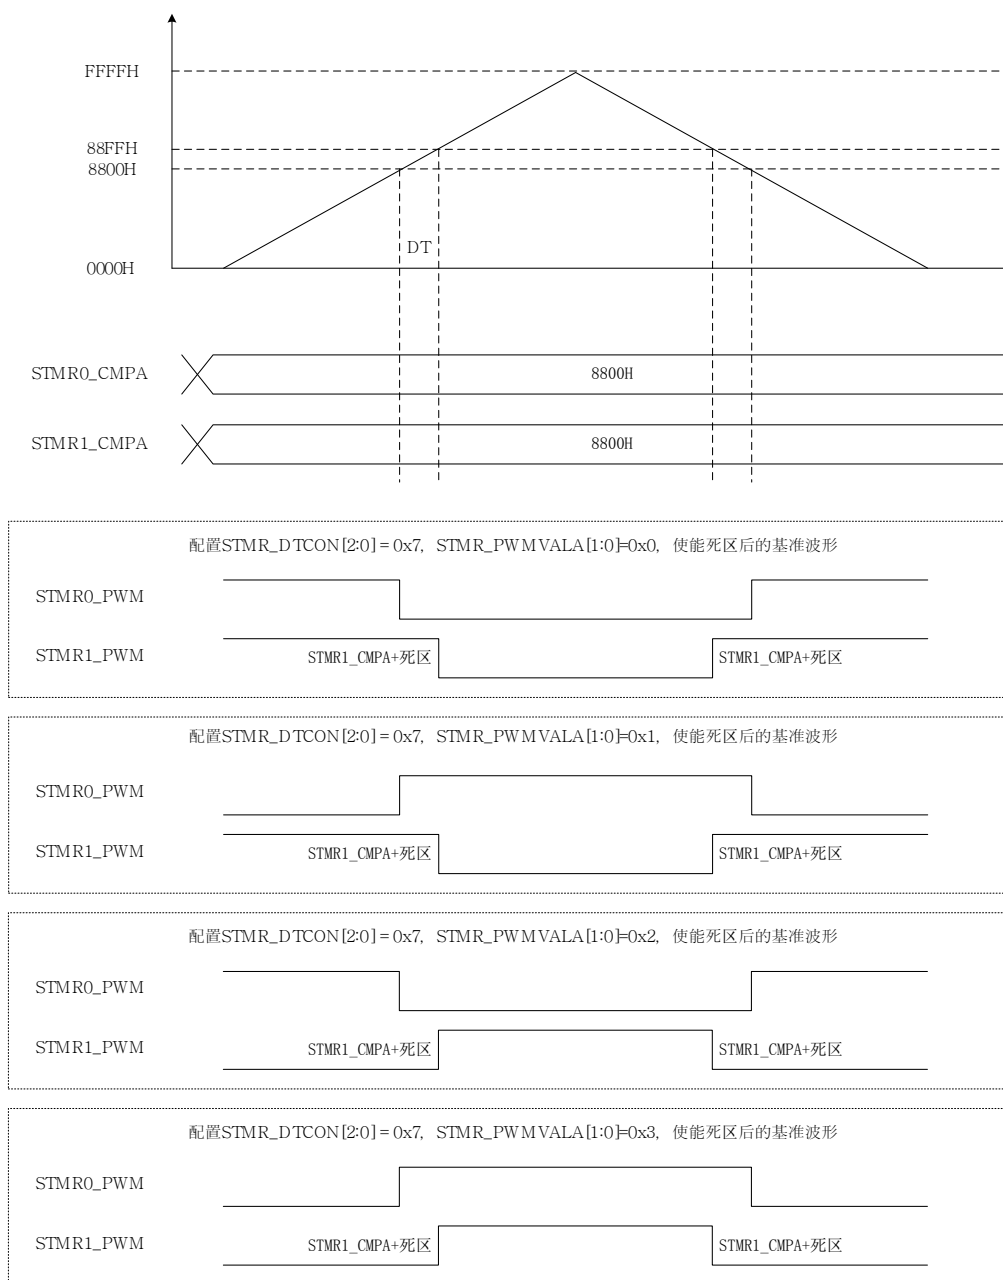 FFFFH
88FFH
8800H
DT
0000H
STMR0_CMPA
8800H
STMR1_CMPA
8800H
配置STMR_DTCON[2:0]=0x7, STMR_PWMVALA[1:0]=0x0, 使能死区后的基准波形
STMR0_PWM
STMR1_PWM
STMR1_CMPA+死区
STMR1_CMPA+死区
配置STMR_DTCON[2:0]=0x7, STMR_PWMVALA[1:0]=0x1, 使能死区后的基准波形
STMR0_PWM
STMR1_PWM
STMR1_CMPA+死区
STMR1_CMPA+死区
配置STMR_DTCON[2:0]=0x7, STMR_PWMVALA[1:0]=0x2, 使能死区后的基准波形
STMR0_PWM
STMR1_PWM
STMR1_CMPA+死区
STMR1_CMPA+死区
配置STMR_DTCON[2:0]=0x7, STMR_PWMVALA[1:0]=0x3, 使能死区后的基准波形
STMR0_PWM
STMR1_PWM
STMR1_CMPA+死区
STMR1_CMPA+死区